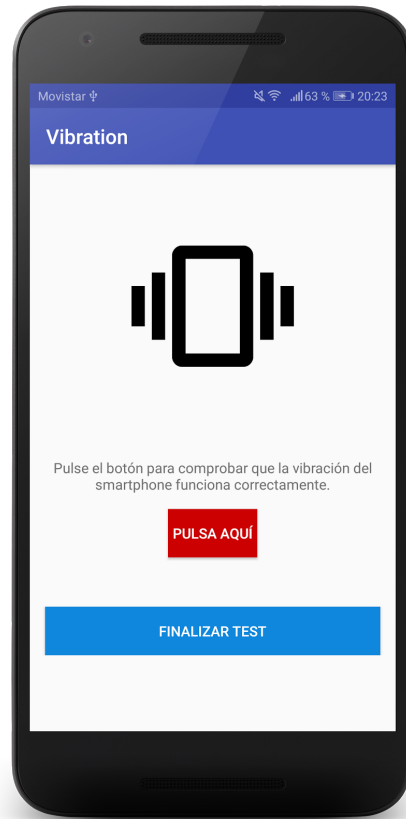 Movistar 63 % 20:23
Vibration
Pulse el botón para comprobar que la vibración del
smartphone funciona correctamente.
PULSA AQUÍ
FINALIZAR TEST